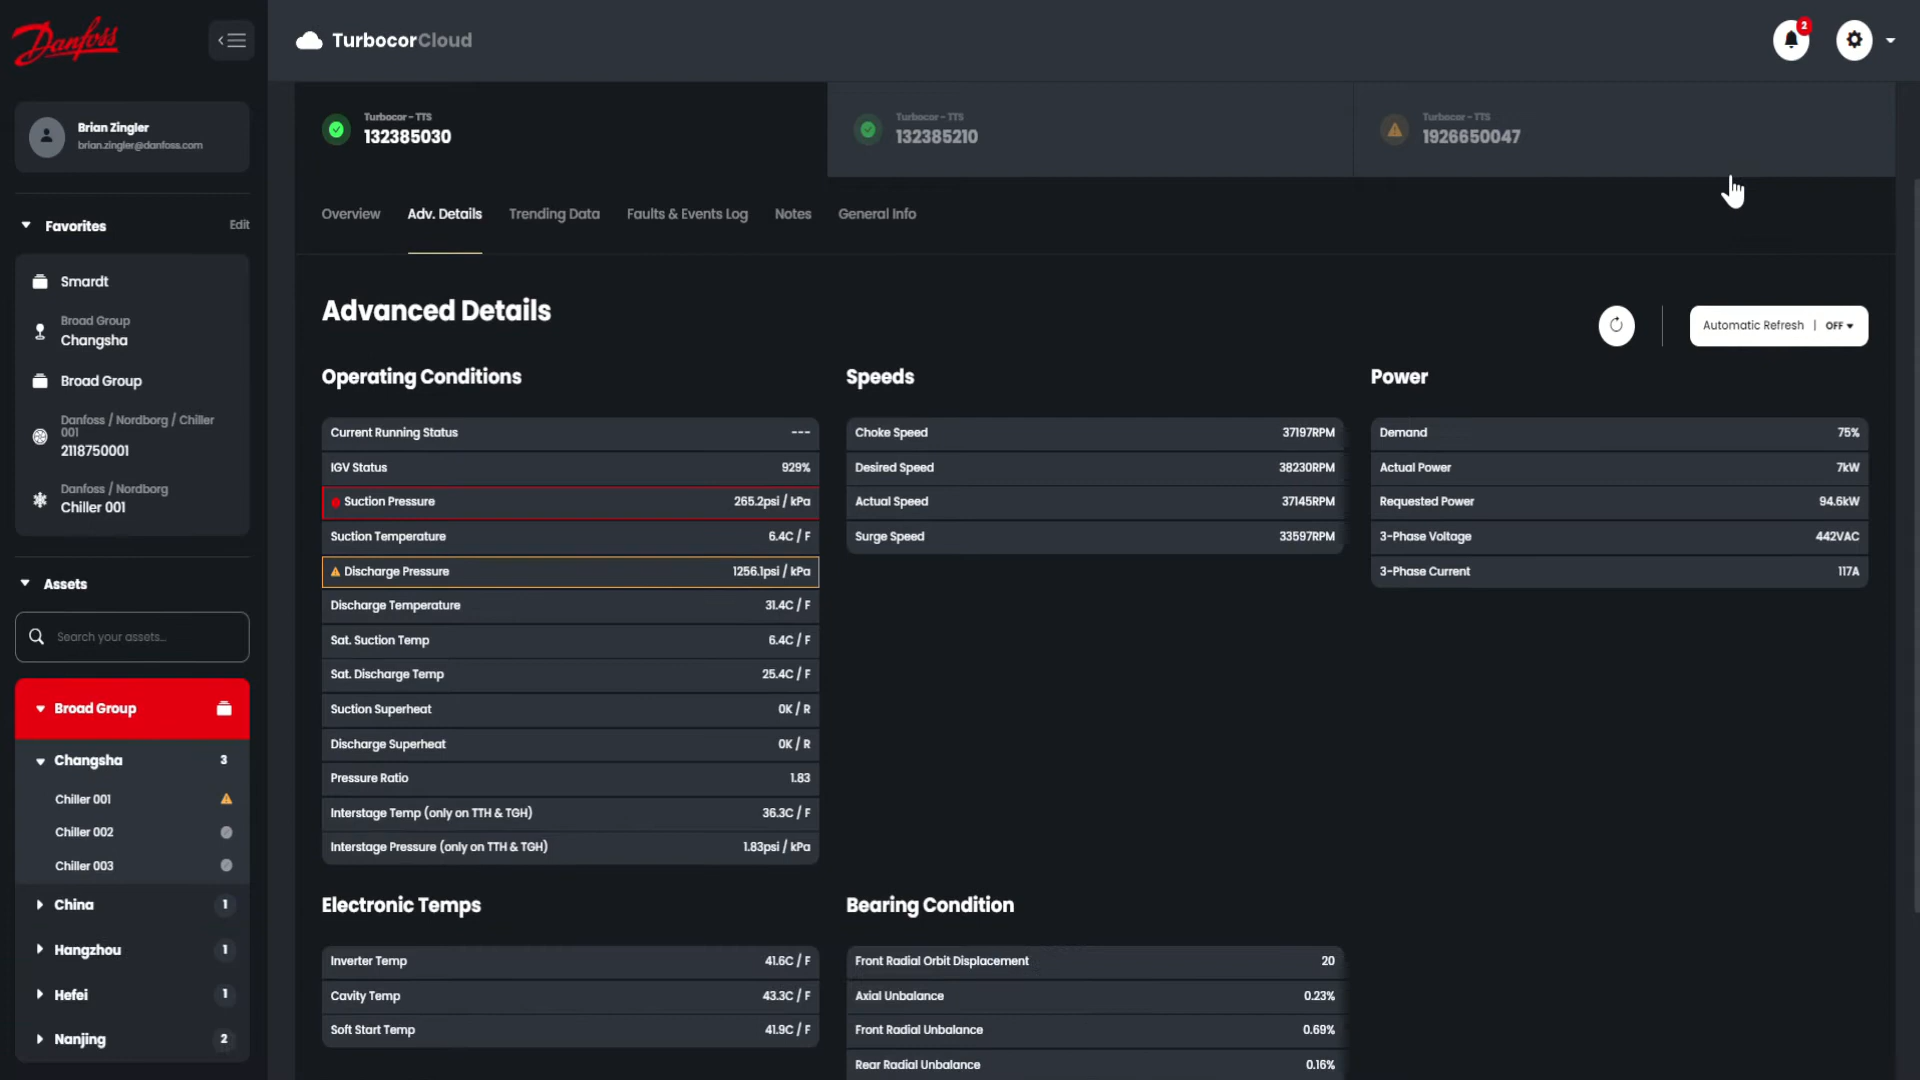 Danfoss
TurbocorCloud
2
Brian Zingler
brian.zingler@danfoss.com
Favorites
Edit
Smardt
Broad Group
Changsha
Broad Group
Danfoss / Nordborg / Chiller
001
2118750001
Danfoss / Nordborg
Chiller 001
Assets
Search your assets...
Broad Group
Changsha 3
Chiller 001
Chiller 002
Chiller 003
China 1
Hangzhou 1
Hefei 1
Nanjing 2
Turbocor - TTS
132385030
Turbocor - TTS
132385210
Turbocor - TTS
1926650047
Overview
Adv. Details
Trending Data
Faults & Events Log
Notes
General Info
Advanced Details
Automatic Refresh | OFF
Operating Conditions
Current Running Status ---
IGV Status 929%
Suction Pressure 265.2psi / kPa
Suction Temperature 6.4C / F
Discharge Pressure 1256.1psi / kPa
Discharge Temperature 31.4C / F
Sat. Suction Temp 6.4C / F
Sat. Discharge Temp 25.4C / F
Suction Superheat 0K / R
Discharge Superheat 0K / R
Pressure Ratio 1.83
Interstage Temp (only on TTH & TGH) 36.3C / F
Interstage Pressure (only on TTH & TGH) 1.83psi / kPa
Speeds
Choke Speed 37197RPM
Desired Speed 38230RPM
Actual Speed 37145RPM
Surge Speed 33597RPM
Power
Demand 75%
Actual Power 7kW
Requested Power 94.6kW
3-Phase Voltage 442VAC
3-Phase Current 117A
Electronic Temps
Inverter Temp 41.6C / F
Cavity Temp 43.3C / F
Soft Start Temp 41.9C / F
Bearing Condition
Front Radial Orbit Displacement 20
Axial Unbalance 0.23%
Front Radial Unbalance 0.69%
Rear Radial Unbalance 0.16%